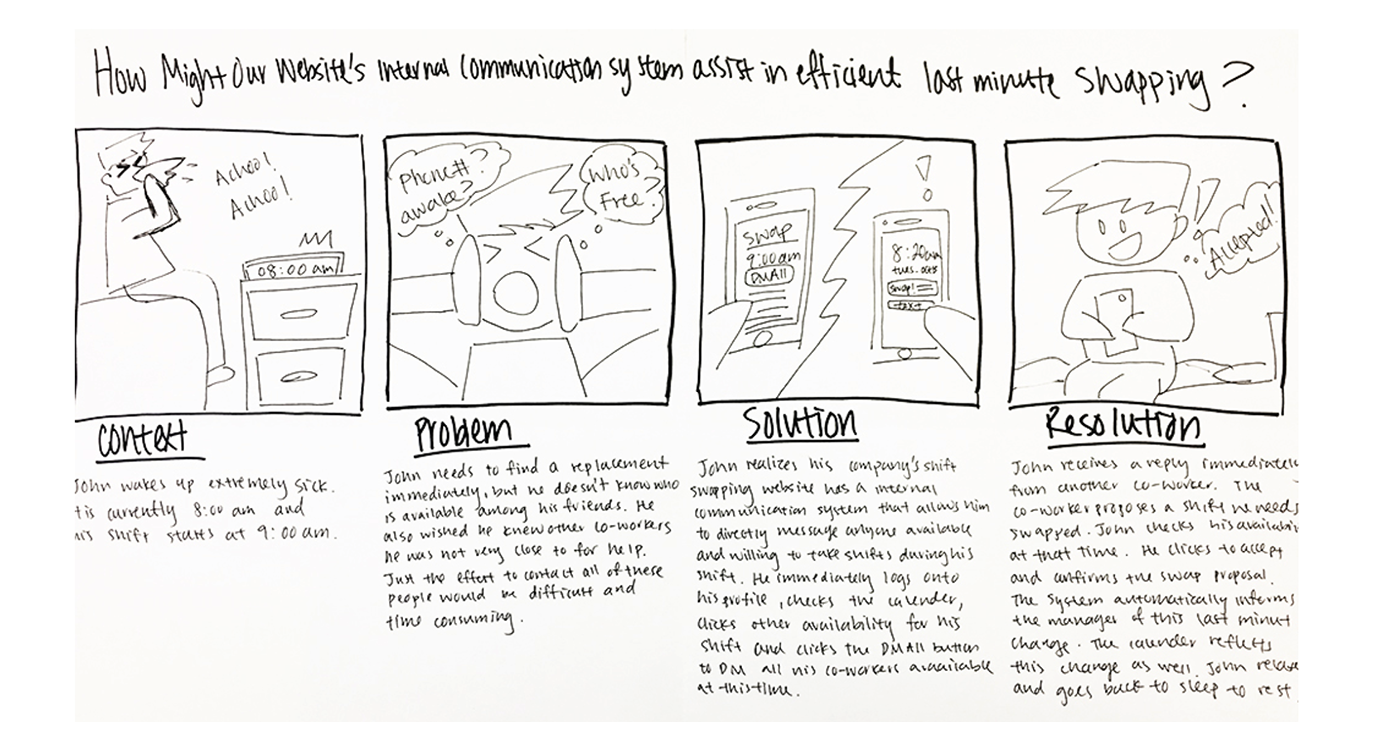 How Might Our Website's Internal Communication system assist in efficient last minute swapping?
Achoo!
Achoo!
08:00 am
Phone#?
awake?
Who's
Free?
swap
9:00am
DMAll
!
8:20am
tues. oct 5
swap!
text
!!
Accepted!!
Context
John wakes up extremely sick.
t is currently 8:00 am and
his shift starts at 9:00am.
Problem
John needs to find a replacement
immediately, but he doesn't know who
is available among his friends. He
also wished he knew other co-workers
he was not very close to for help.
Just the effort to contact all of these
people would be difficult and
time consuming.
Solution
John realizes his company's shift
swapping website has a internal
communication system that allows him
to directly message anyone available
and willing to take shifts during his
shift. He immediately logs onto
his profile, checks the calender,
clicks other availability for his
shift and clicks the DMAll button
to DM all his co-workers available
at this time.
Resolution
John receives a reply immediately
from another co-worker. The
co-worker proposes a shift he needs
swapped. John checks his availabi
at that time. He clicks to accept
and confirms the swap proposal.
The system automatically informs
the manager of this last minut
change. The calender reflects
this change as well. John relaxe
and goes back to sleep to rest.